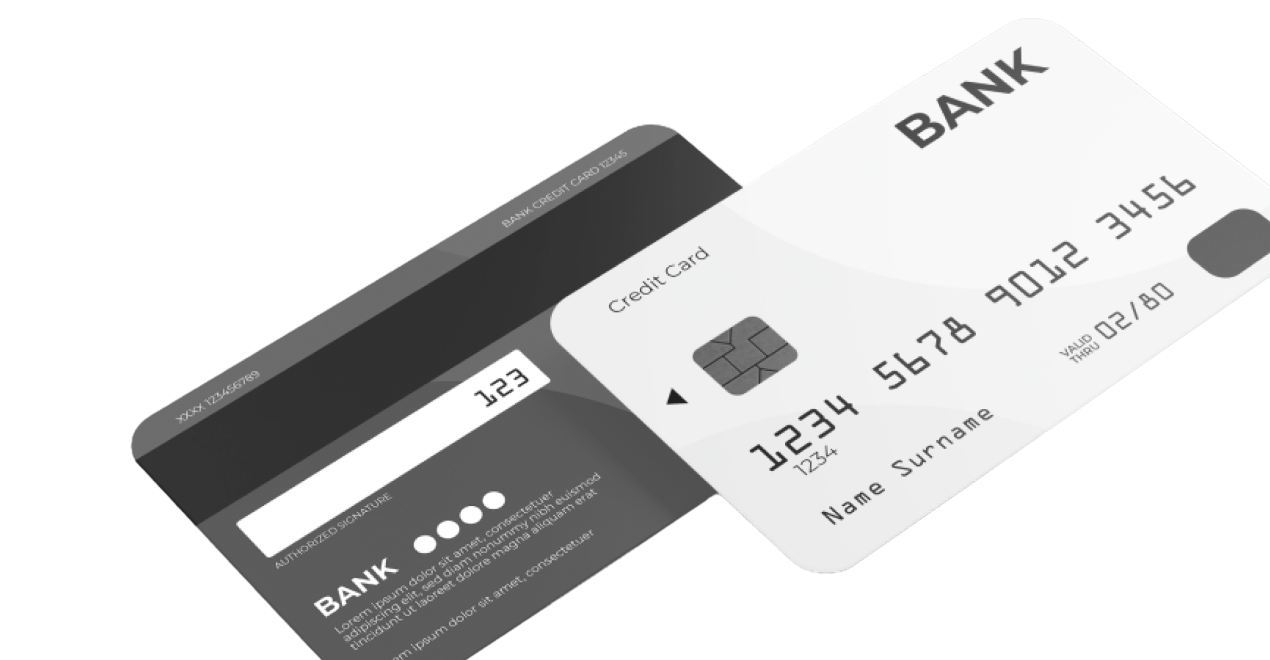 BANK CREDIT CARD 12345
XXXX 123456789
123
AUTHORIZED SIGNATURE
BANK
Lorem ipsum dolor sit amet, consectetuer
adipiscing elit, sed diam nonummy nibh euismod
tincidunt ut laoreet dolore magna aliquam erat
ipsum dolor sit amet, consectetuer
BANK
Credit Card
1234 5678 9012 3456
1234
VALID
THRU 02/80
Name Surname